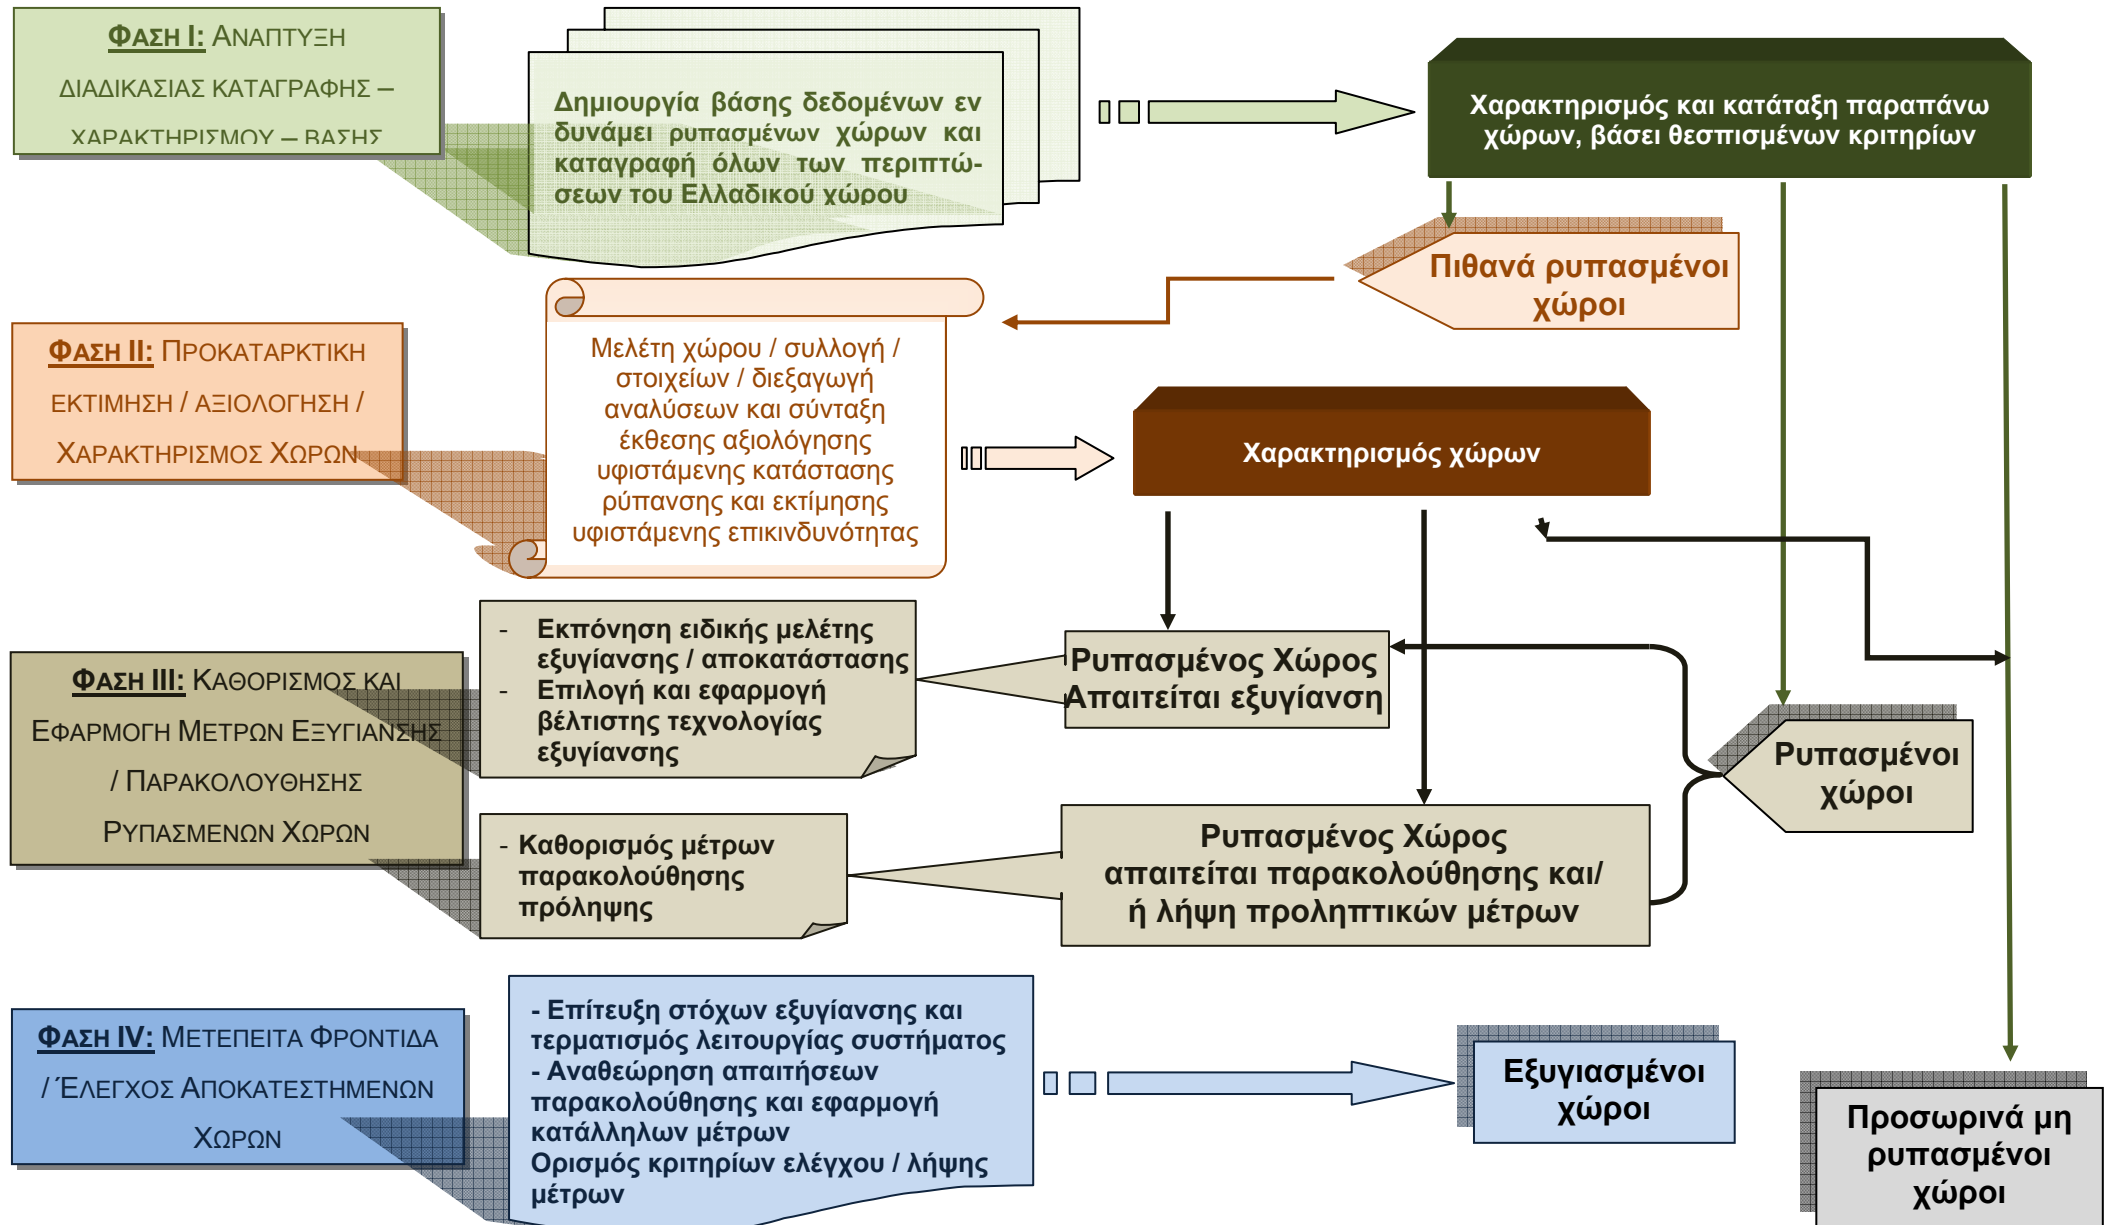 ΦΑΣΗ I: ΑΝΑΠΤΥΞΗ
ΔΙΑΔΙΚΑΣΙΑΣ ΚΑΤΑΓΡΑΦΗΣ –
ΧΑΡΑΚΤΗΡΙΣΜΟΥ – ΒΑΣΗΣ
Δημιουργία βάσης δεδομένων εν
δυνάμει ρυπασμένων χώρων και
καταγραφή όλων των περιπτώ-
σεων του Ελλαδικού χώρου
Χαρακτηρισμός και κατάταξη παραπάνω
χώρων, βάσει θεσπισμένων κριτηρίων
Πιθανά ρυπασμένοι
χώροι
ΦΑΣΗ II: ΠΡΟΚΑΤΑΡΚΤΙΚΗ
ΕΚΤΙΜΗΣΗ / ΑΞΙΟΛΟΓΗΣΗ /
ΧΑΡΑΚΤΗΡΙΣΜΟΣ ΧΩΡΩΝ
Μελέτη χώρου / συλλογή /
στοιχείων / διεξαγωγή
αναλύσεων και σύνταξη
έκθεσης αξιολόγησης
υφιστάμενης κατάστασης
ρύπανσης και εκτίμησης
υφιστάμενης επικινδυνότητας
Χαρακτηρισμός χώρων
ΦΑΣΗ III: ΚΑΘΟΡΙΣΜΟΣ ΚΑΙ
ΕΦΑΡΜΟΓΗ ΜΕΤΡΩΝ ΕΞΥΓΙΑΝΣΗΣ
/ ΠΑΡΑΚΟΛΟΥΘΗΣΗΣ
ΡΥΠΑΣΜΕΝΩΝ ΧΩΡΩΝ
- Εκπόνηση ειδικής μελέτης
εξυγίανσης / αποκατάστασης
- Επιλογή και εφαρμογή
βέλτιστης τεχνολογίας
εξυγίανσης
Ρυπασμένος Χώρος
Απαιτείται εξυγίανση
Ρυπασμένοι
χώροι
- Καθορισμός μέτρων
παρακολούθησης
πρόληψης
Ρυπασμένος Χώρος
απαιτείται παρακολούθησης και/
ή λήψη προληπτικών μέτρων
ΦΑΣΗ IV: ΜΕΤΕΠΕΙΤΑ ΦΡΟΝΤΙΔΑ
/ ΈΛΕΓΧΟΣ ΑΠΟΚΑΤΕΣΤΗΜΕΝΩΝ
ΧΩΡΩΝ
- Επίτευξη στόχων εξυγίανσης και
τερματισμός λειτουργίας συστήματος
- Αναθεώρηση απαιτήσεων
παρακολούθησης και εφαρμογή
κατάλληλων μέτρων
Ορισμός κριτηρίων ελέγχου / λήψης
μέτρων
Εξυγιασμένοι
χώροι
Προσωρινά μη
ρυπασμένοι
χώροι